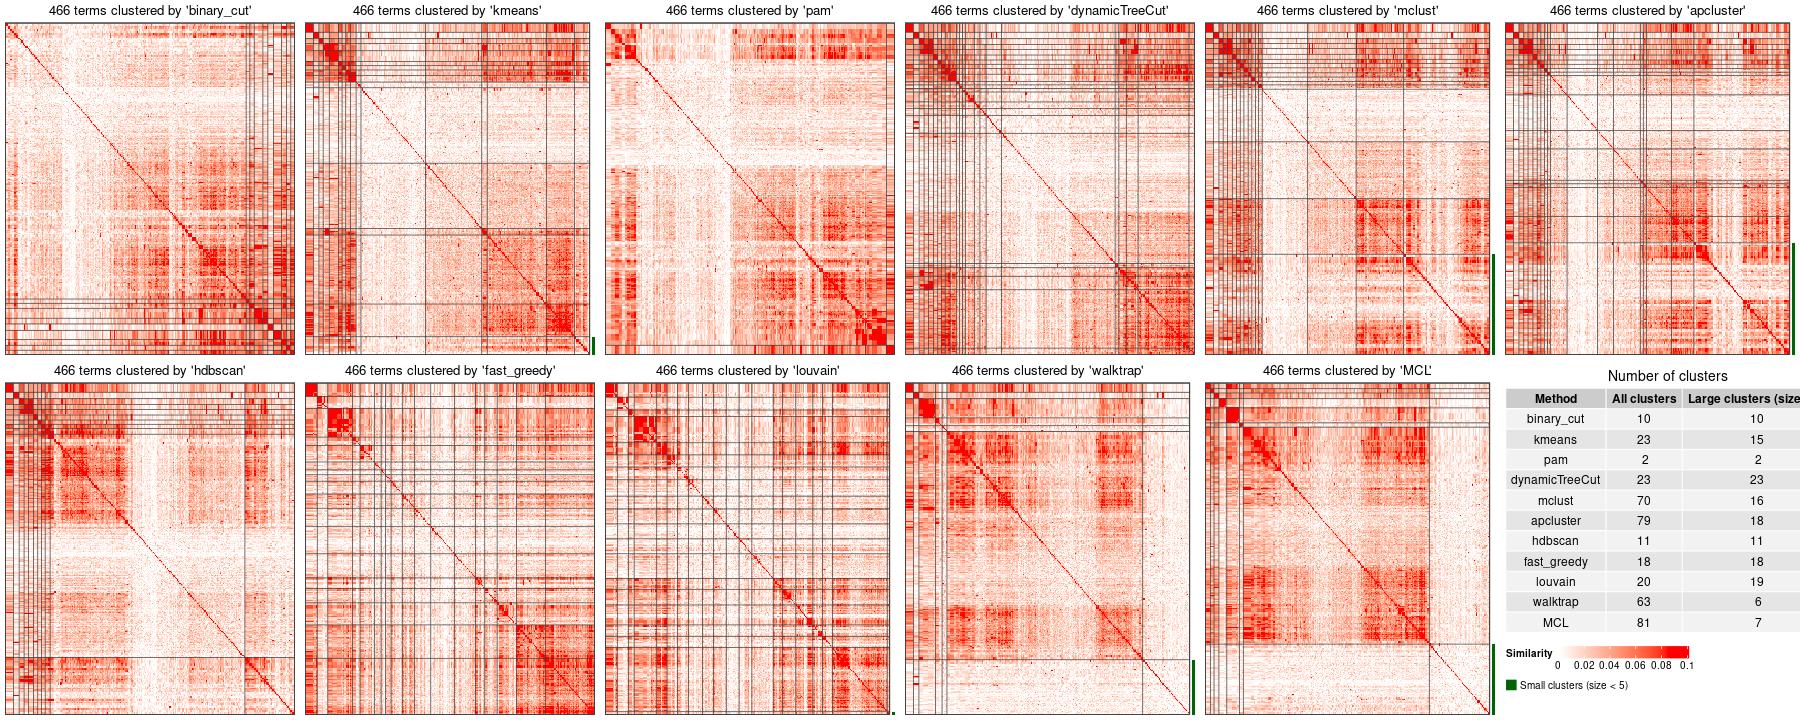 466 terms clustered by 'binary_cut'
466 terms clustered by 'kmeans'
466 terms clustered by 'pam'
466 terms clustered by 'dynamicTreeCut'
466 terms clustered by 'mclust'
466 terms clustered by 'apcluster'
466 terms clustered by 'hdbscan'
466 terms clustered by 'fast_greedy'
466 terms clustered by 'louvain'
466 terms clustered by 'walktrap'
466 terms clustered by 'MCL'
Number of clusters
Method All clusters Large clusters (size
binary_cut 10 10
kmeans 23 15
pam 2 2
dynamicTreeCut 23 23
mclust 70 16
apcluster 79 18
hdbscan 11 11
fast_greedy 18 18
louvain 20 19
walktrap 63 6
MCL 81 7
Similarity
0 0.02 0.04 0.06 0.08 0.1
Small clusters (size < 5)